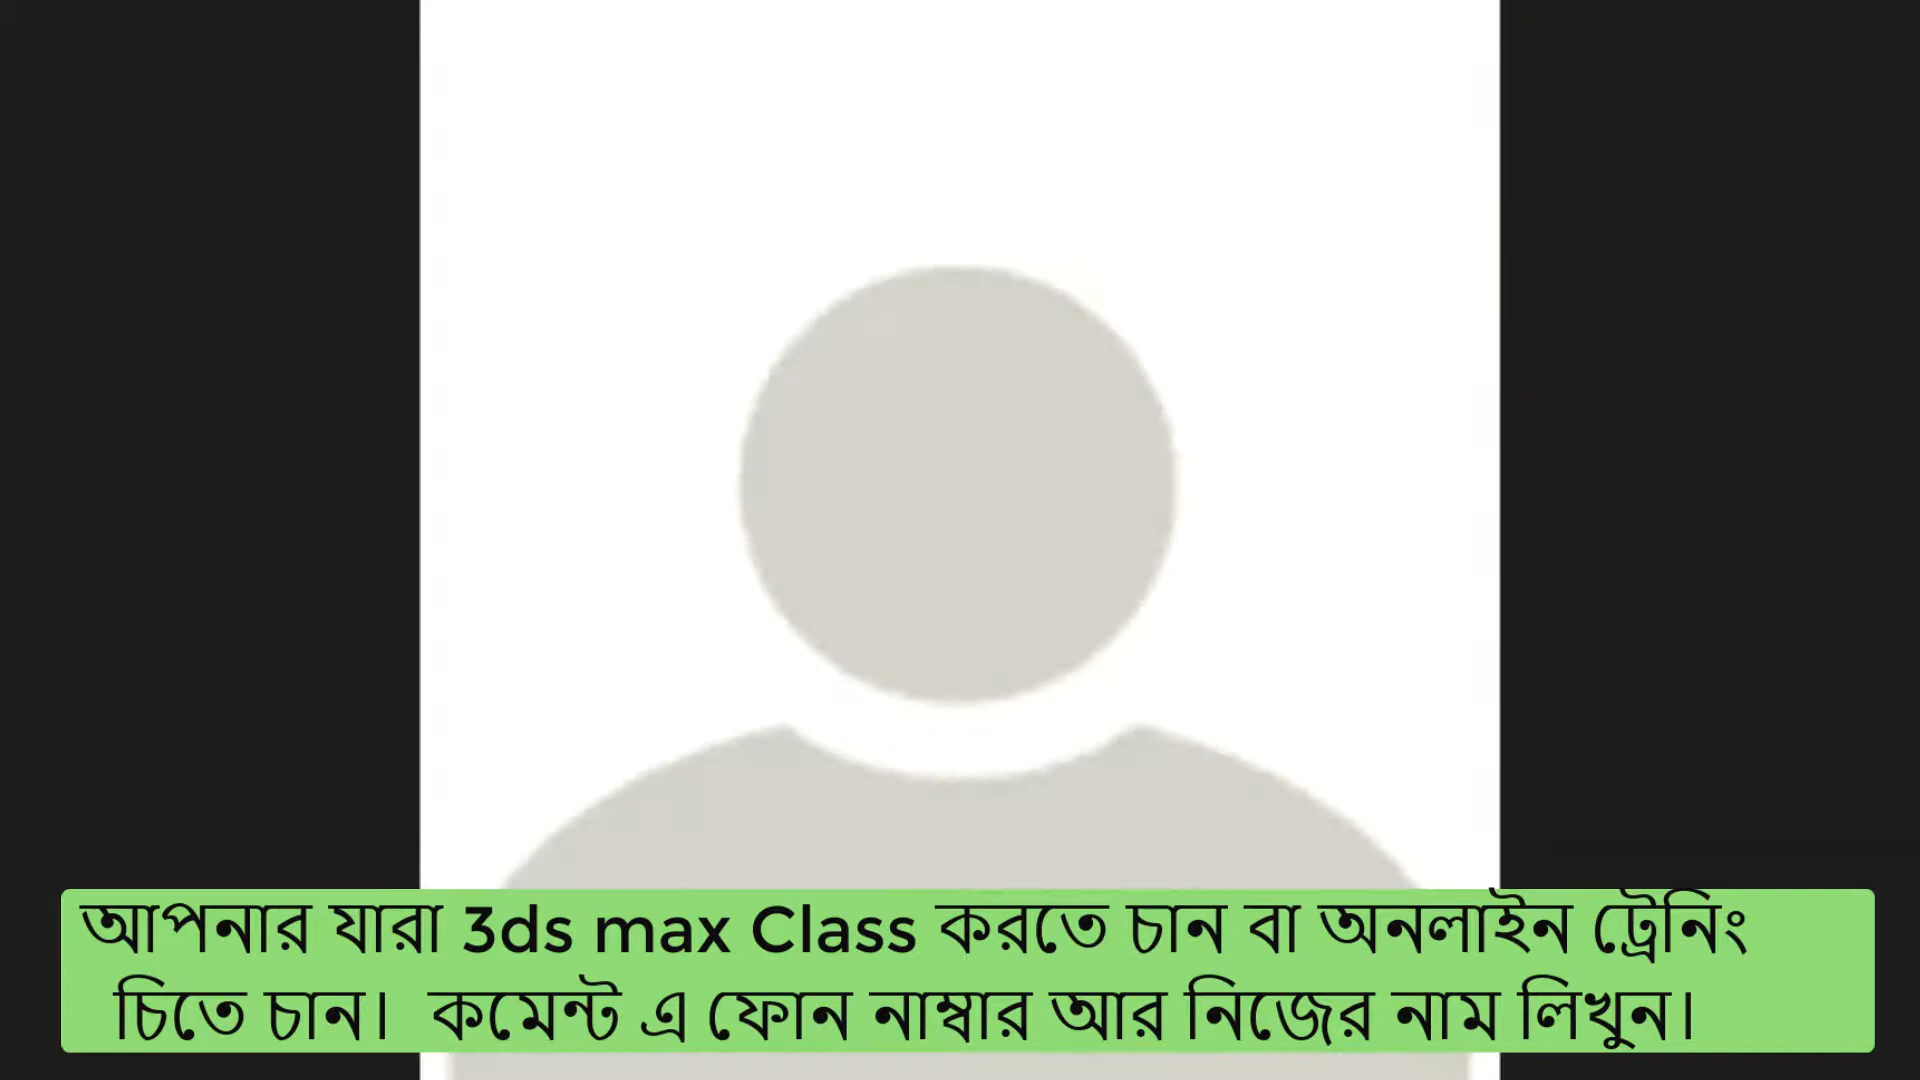 আপনার যারা 3ds max Class করতে চান বা অনলাইন ট্রেনিং
চিতে চান। কমেন্ট এ ফোন নাম্বার আর নিজের নাম লিখুন।